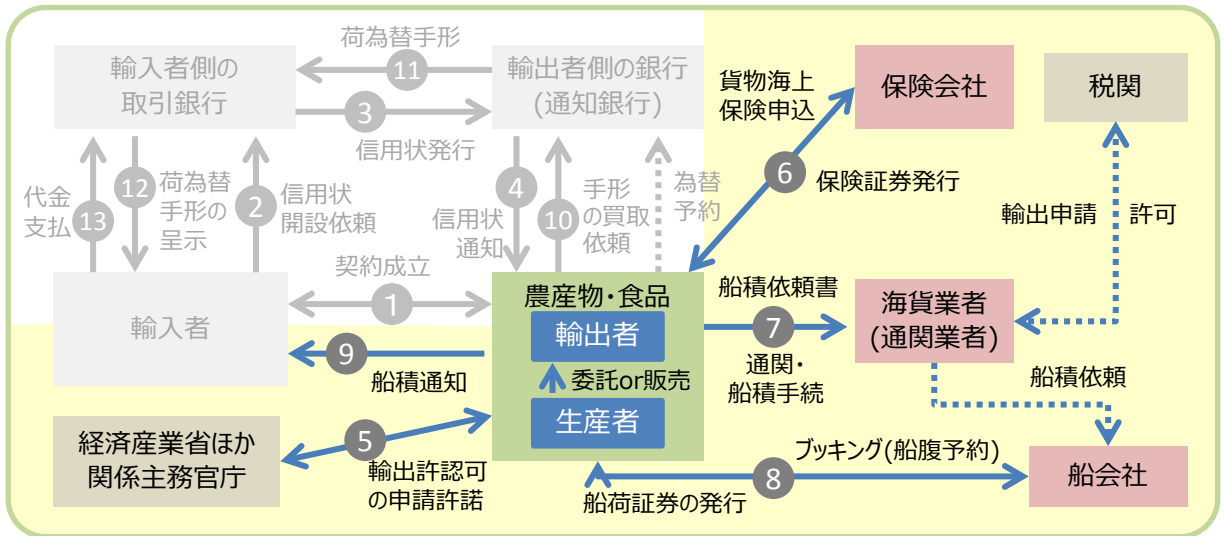 荷為替手形
11
輸入者側の
取引銀行
輸出者側の銀行
(通知銀行)
3
信用状発行
貨物海上
保険申込
保険会社
税関
6
保険証券発行
代金
支払
13
12
荷為替
手形の
呈示
2
信用状
開設依頼
4
信用状
通知
10
手形
の買取
依頼
為替
予約
輸出申請
許可
契約成立
1
輸入者
農産物・食品
輸出者
委託or販売
生産者
船積依頼書
7
通関・
船積手続
海貨業者
(通関業者)
船積依頼
9
船積通知
経済産業省ほか
関係主務官庁
5
輸出許認可
の申請許諾
ブッキング(船腹予約)
8
船荷証券の発行
船会社